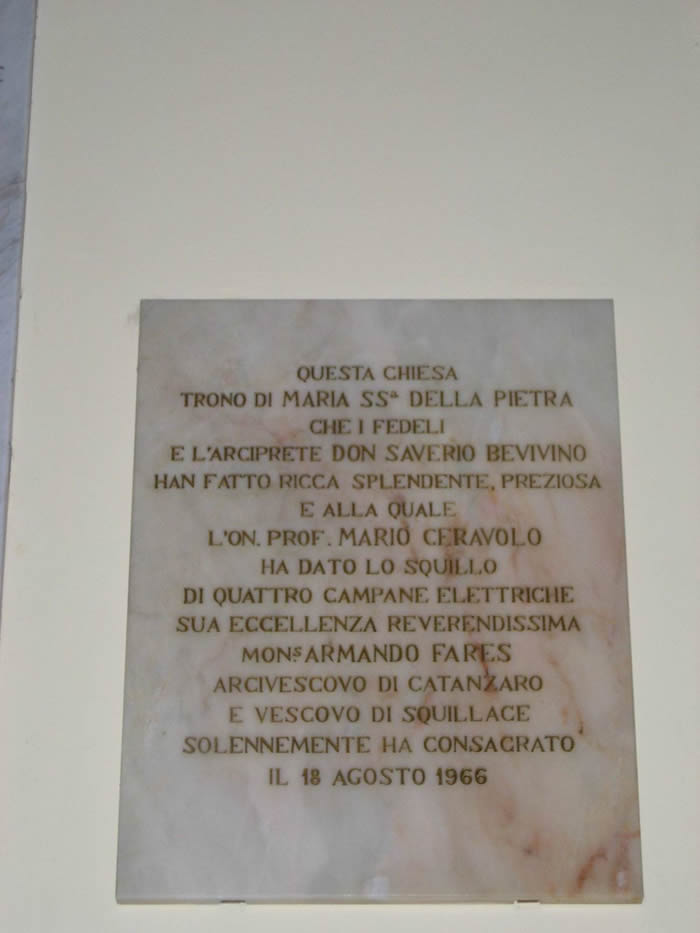 QUESTA CHIESA
TRONO DI MARIA SSª DELLA PIETRA
CHE I FEDELI
E L'ARCIPRETE DON SAVERIO BEVIVINO
HAN FATTO RICCA SPLENDENTE, PREZIOSA
E ALLA QUALE
L'ON. PROF. MARIO CERAVOLO
HA DATO LO SQUILLO
DI QUATTRO CAMPANE ELETTRICHE
SUA ECCELLENZA REVERENDISSIMA
MONS. ARMANDO FARES
ARCIVESCOVO DI CATANZARO
E VESCOVO DI SQUILLACE
SOLENNEMENTE HA CONSACRATO
IL 18 AGOSTO 1966